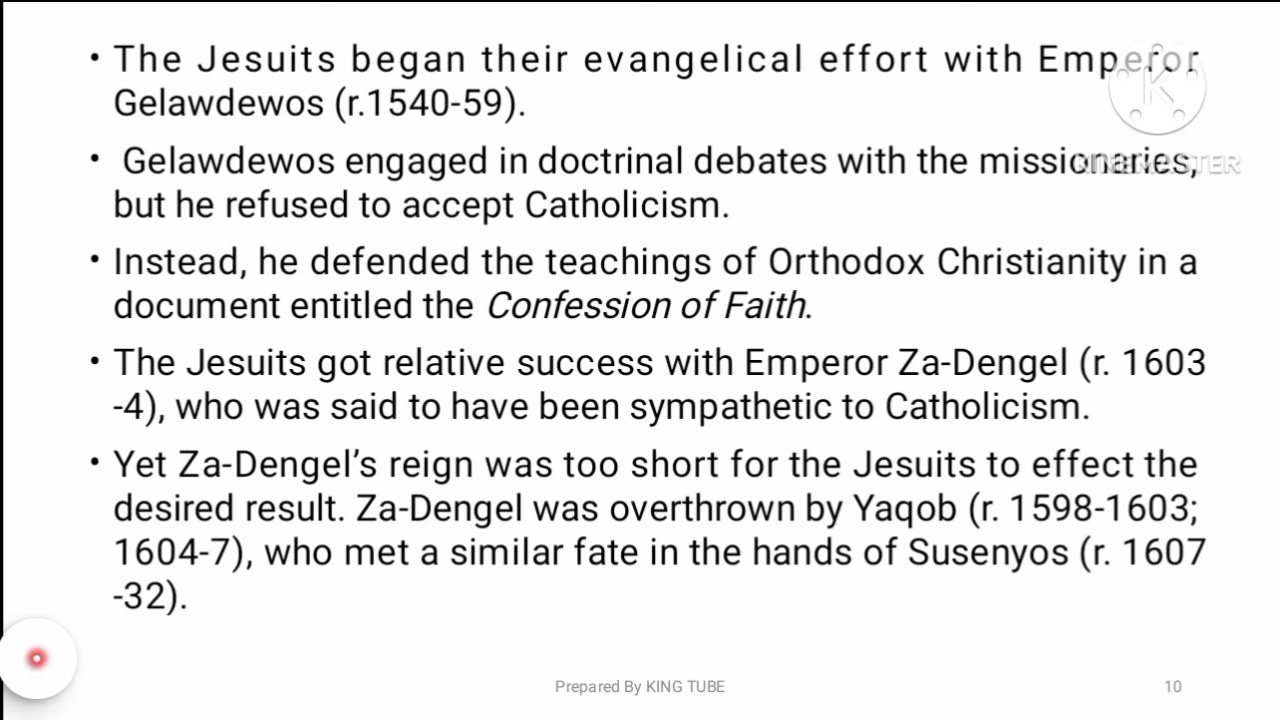 • The Jesuits began their evangelical effort with Emperor
Gelawdewos (r.1540-59).
• Gelawdewos engaged in doctrinal debates with the missionaries,
but he refused to accept Catholicism.
• Instead, he defended the teachings of Orthodox Christianity in a
document entitled the Confession of Faith.
• The Jesuits got relative success with Emperor Za-Dengel (r. 1603
-4), who was said to have been sympathetic to Catholicism.
• Yet Za-Dengel’s reign was too short for the Jesuits to effect the
desired result. Za-Dengel was overthrown by Yaqob (r. 1598-1603;
1604-7), who met a similar fate in the hands of Susenyos (r. 1607
-32).
K
KINEMASTER
Prepared By KING TUBE
10